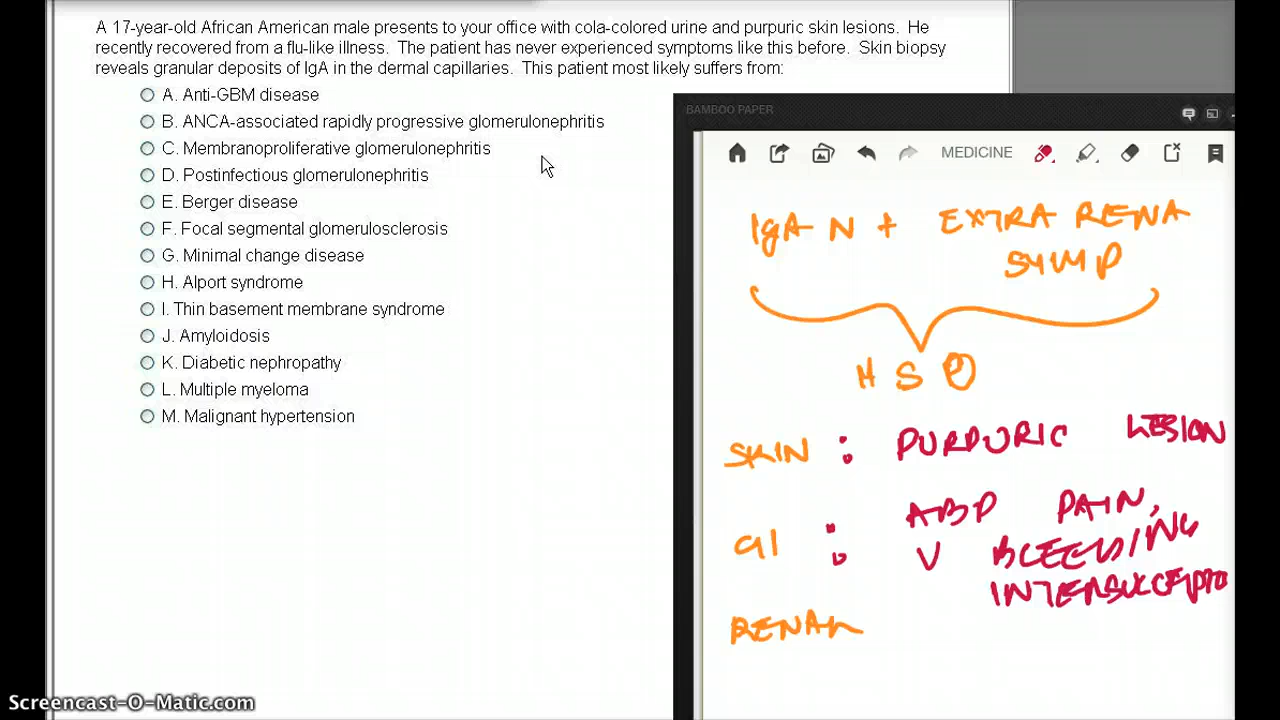 A 17-year-old African American male presents to your office with cola-colored urine and purpuric skin lesions. He
recently recovered from a flu-like illness. The patient has never experienced symptoms like this before. Skin biopsy
reveals granular deposits of IgA in the dermal capillaries. This patient most likely suffers from:
A. Anti-GBM disease
B. ANCA-associated rapidly progressive glomerulonephritis
C. Membranoproliferative glomerulonephritis
D. Postinfectious glomerulonephritis
E. Berger disease
F. Focal segmental glomerulosclerosis
G. Minimal change disease
H. Alport syndrome
I. Thin basement membrane syndrome
J. Amyloidosis
K. Diabetic nephropathy
L. Multiple myeloma
M. Malignant hypertension
BAMBOO PAPER
MEDICINE
IgA N + EXTRA RENA
SYMP
H S P
SKIN : PURPURIC LESION
GI : ABD PAIN,
V BLEEDING
INTERSUCCEPTO
RENAL
Screencast-O-Matic.com